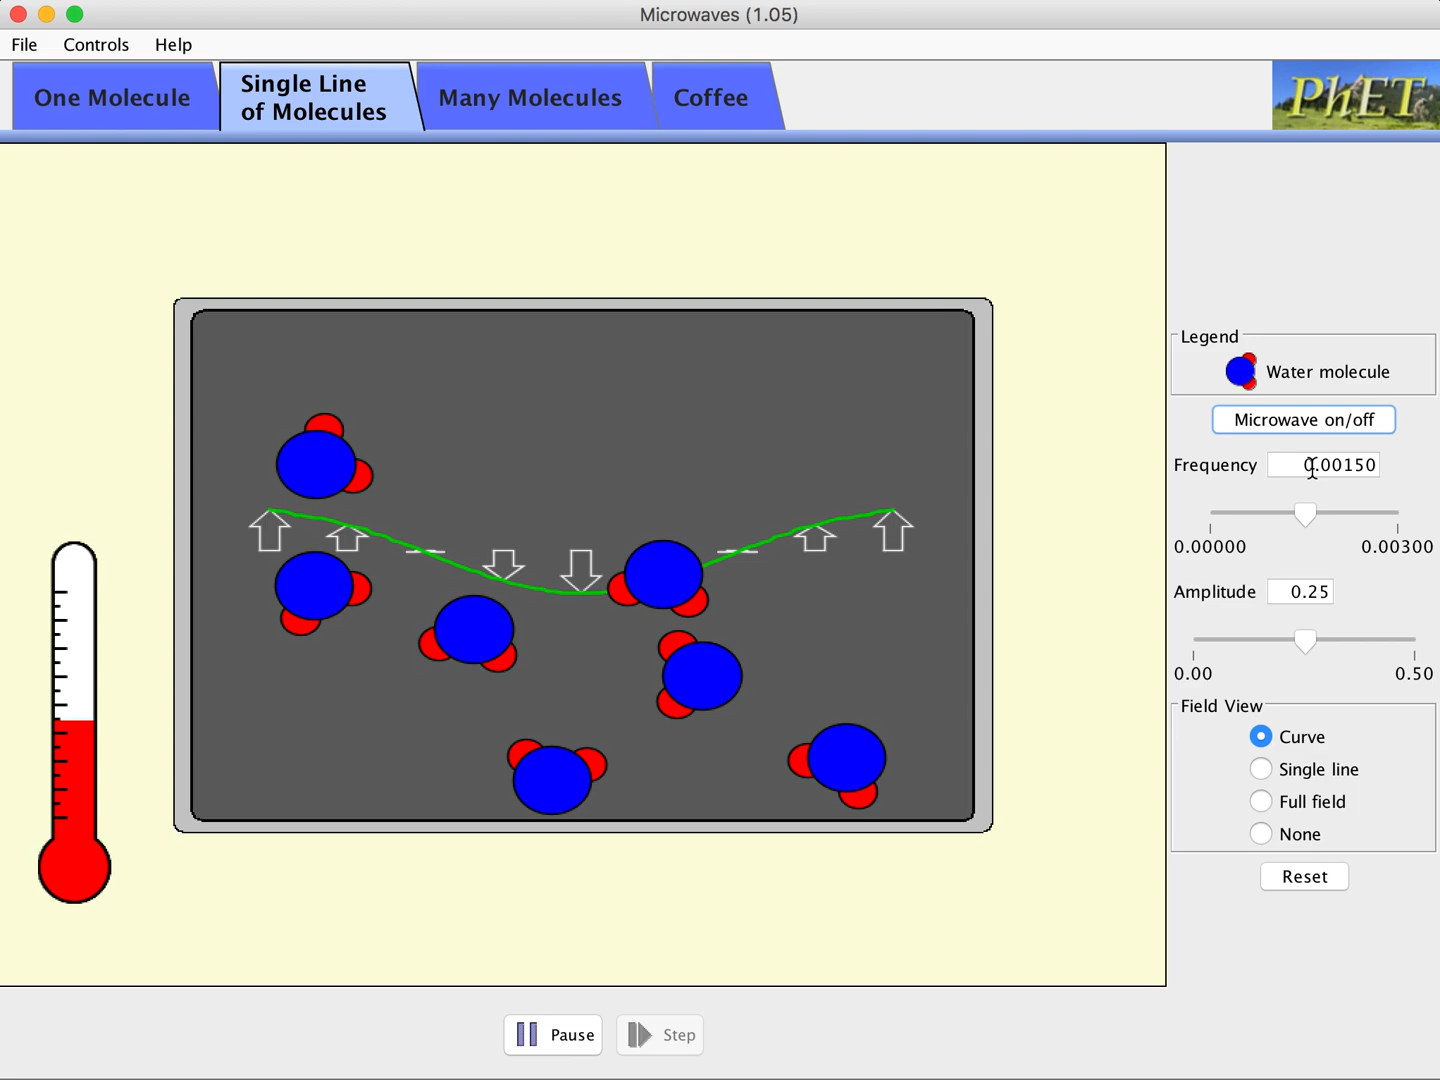 Microwaves (1.05)
File Controls Help
One Molecule
Single Line
of Molecules
Many Molecules
Coffee
PhET
Legend
Water molecule
Microwave on/off
Frequency 0.00150
0.00000 0.00300
Amplitude 0.25
0.00 0.50
Field View
Curve
Single line
Full field
None
Reset
Pause Step